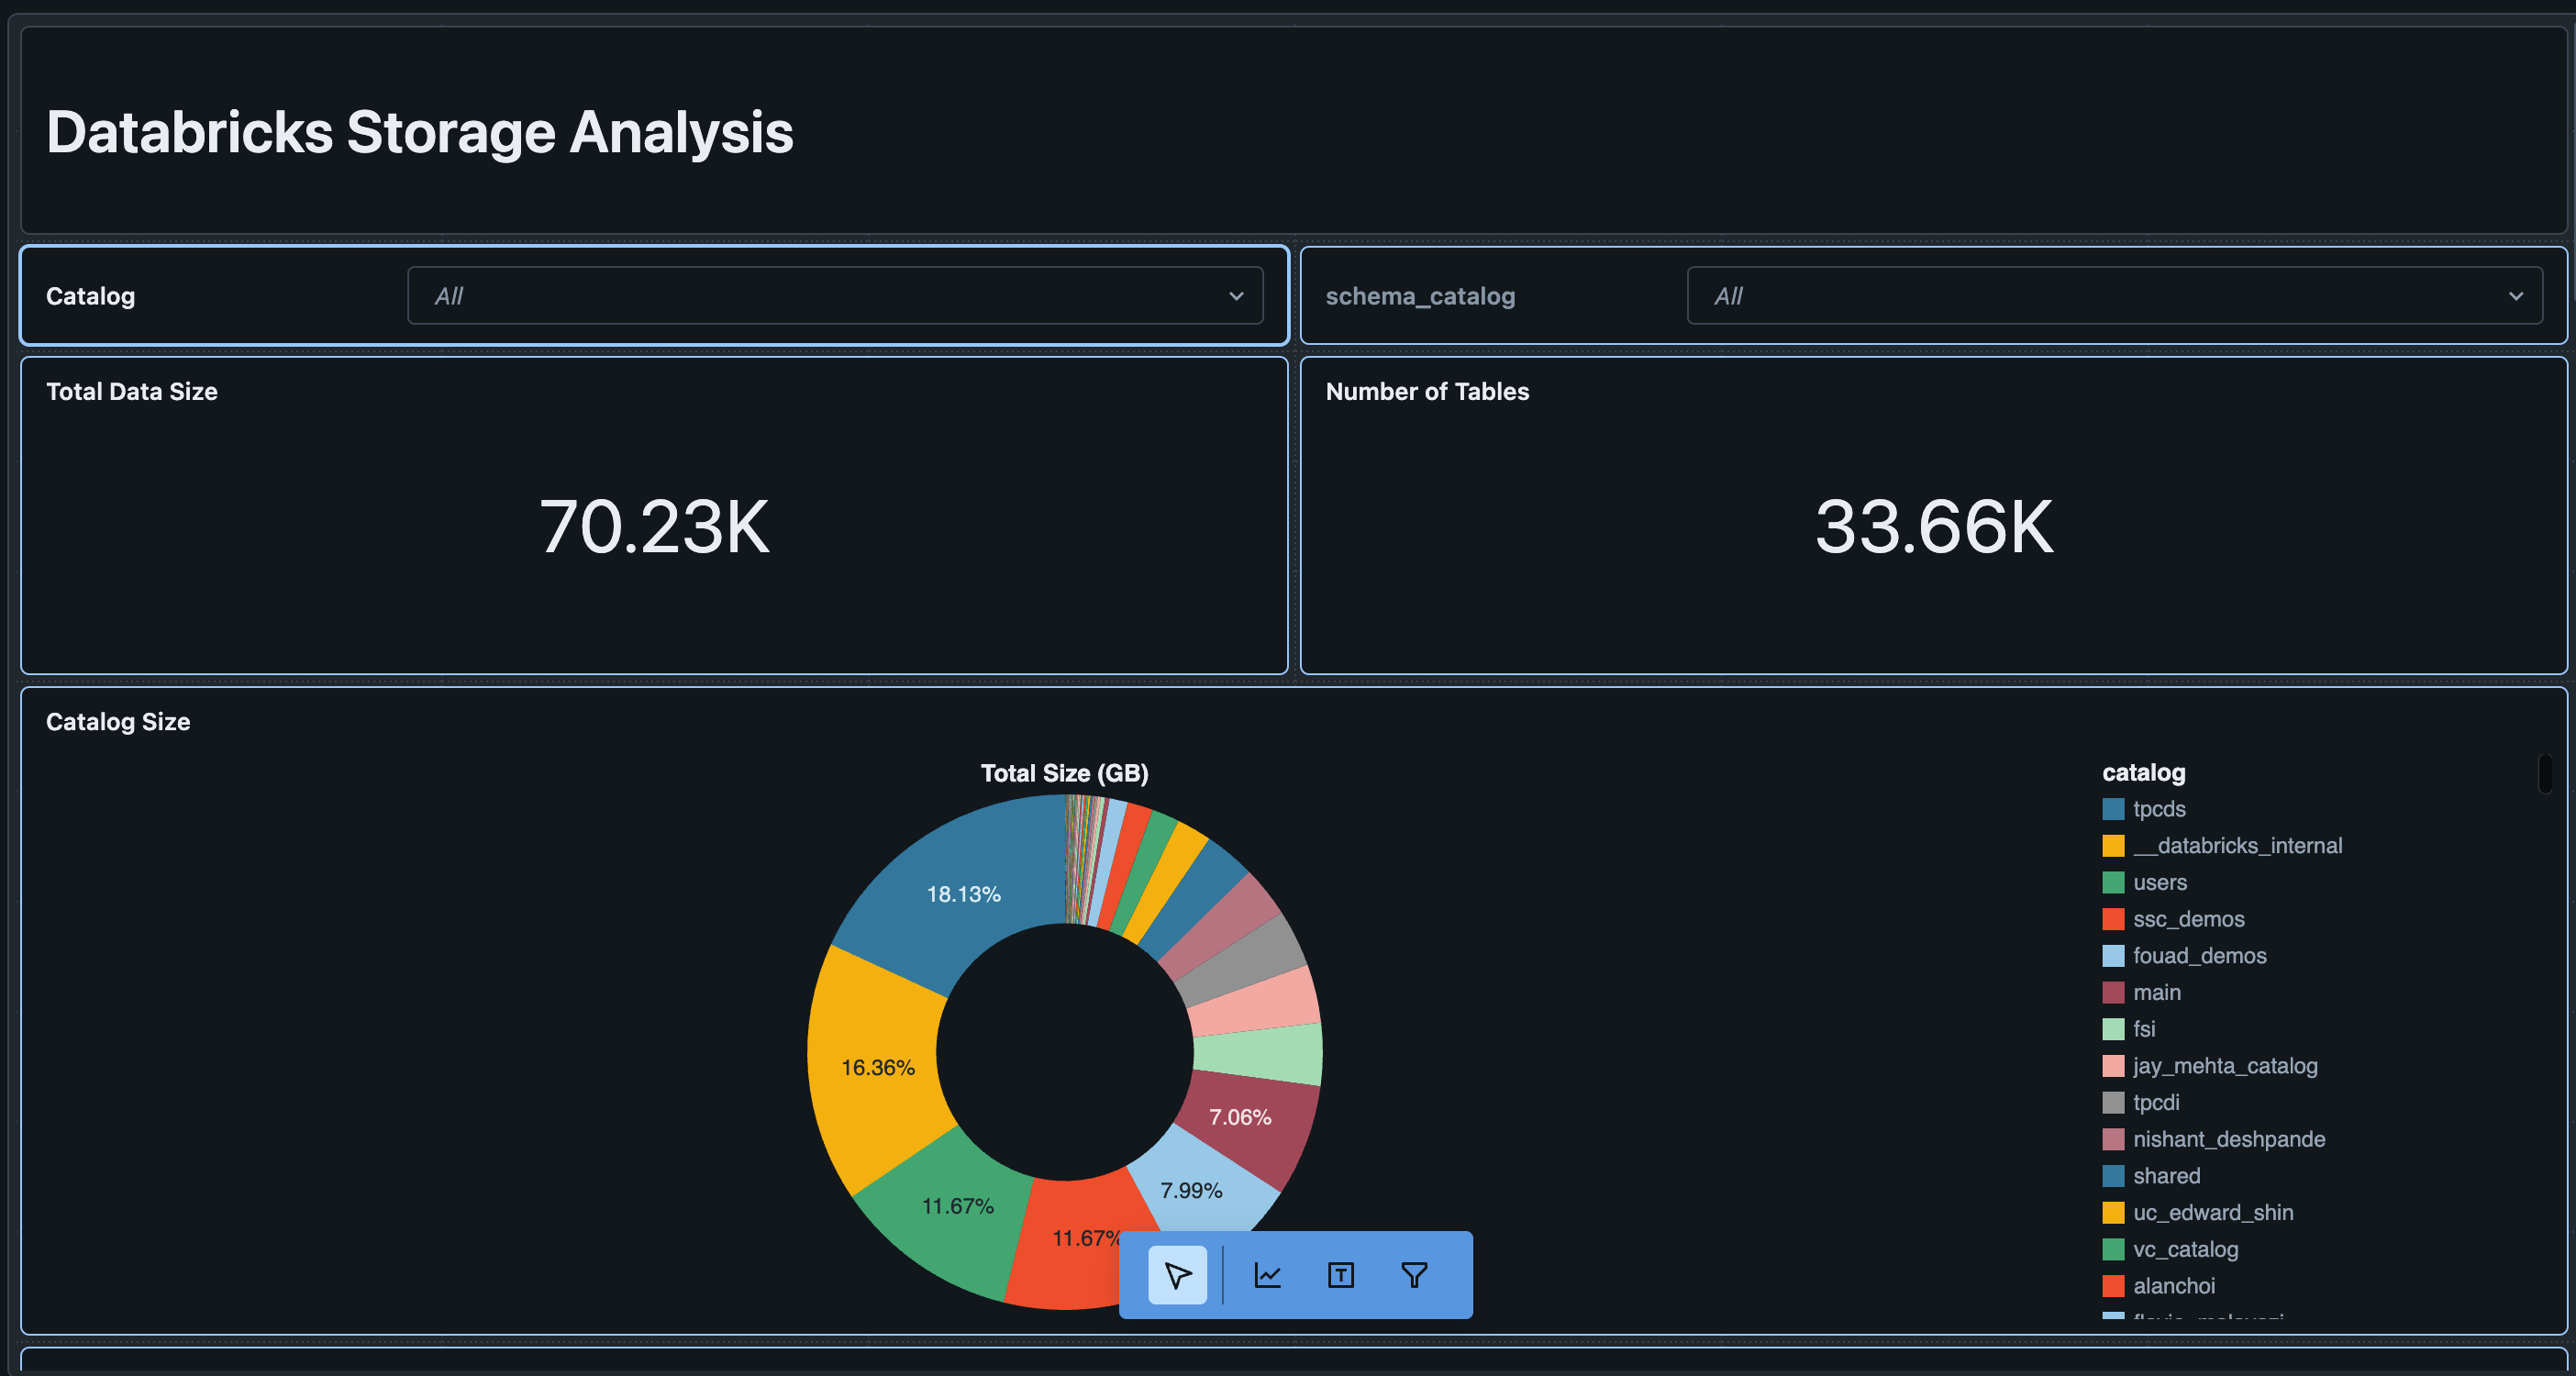 Databricks Storage Analysis
Catalog
All
schema_catalog
All
Total Data Size
70.23K
Number of Tables
33.66K
Catalog Size
Total Size (GB)
18.13%
16.36%
11.67%
11.67%
7.99%
7.06%
catalog
tpcds
__databricks_internal
users
ssc_demos
fouad_demos
main
fsi
jay_mehta_catalog
tpcdi
nishant_deshpande
shared
uc_edward_shin
vc_catalog
alanchoi
T